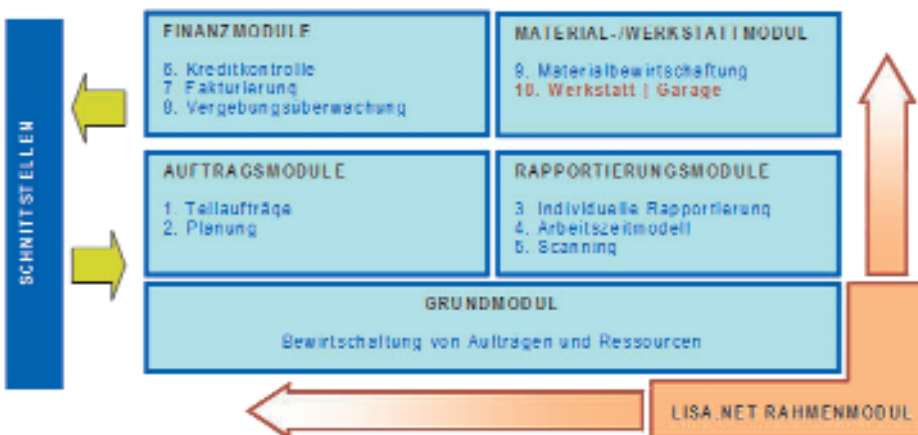 SCHNITTSTELLEN
FINANZMODULE
6. Kreditkontrolle
7 Fakturierung
8. Vergebungsüberwachung
MATERIAL-/WERKSTATTMODUL
9. Materialbewirtschaftung
10. Werkstatt | Garage
AUFTRAGSMODULE
1. Teilaufträge
2. Planung
RAPPORTIERUNGSMODULE
3 Individuelle Rapportierung
4. Arbeitszeitmodell
5. Scanning
GRUNDMODUL
Bewirtschaftung von Aufträgen und Ressourcen
LISA.NET RAHMENMODUL